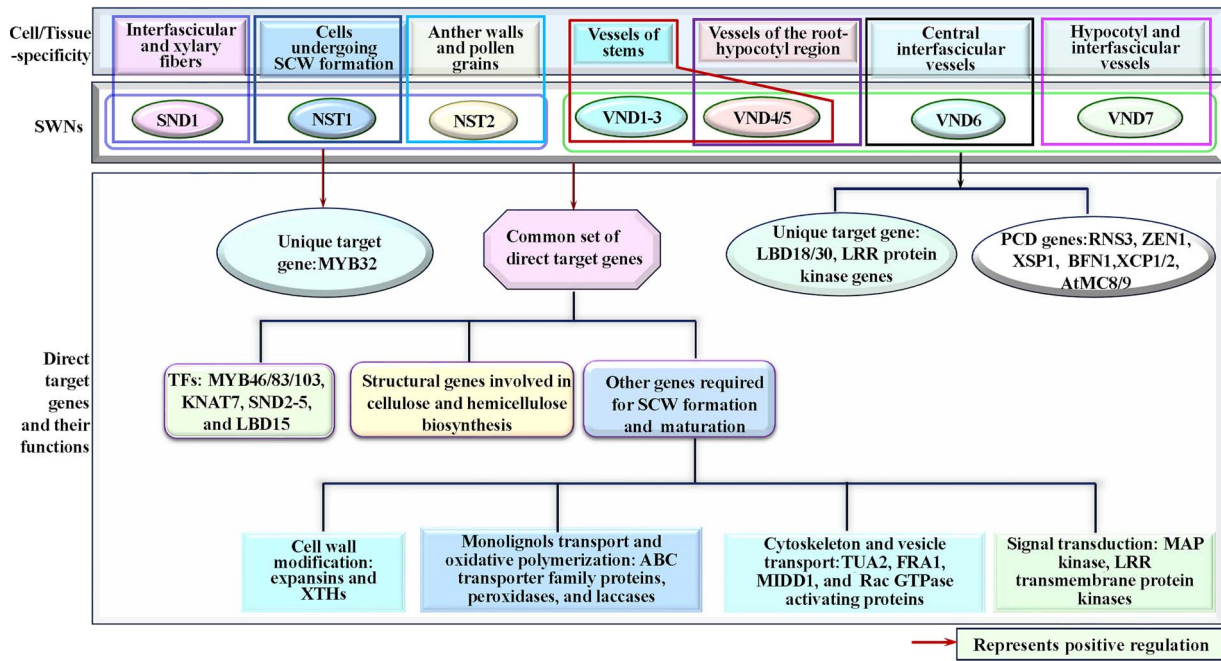 Cell/Tissue
-specificity
Interfascicular
and xylary
fibers
Cells
undergoing
SCW formation
Anther walls
and pollen
grains
Vessels of
stems
Vessels of the root-
hypocotyl region
Central
interfascicular
vessels
Hypocotyl and
interfascicular
vessels
SWNs
SND1
NST1
NST2
VND1-3
VND4/5
VND6
VND7
Direct
target
genes
and their
functions
Unique target
gene:MYB32
Common set of
direct target
genes
Unique target gene:
LBD18/30, LRR protein
kinase genes
PCD genes:RNS3, ZEN1,
XSP1, BFN1,XCP1/2,
AtMC8/9
TFs: MYB46/83/103,
KNAT7, SND2-5,
and LBD15
Structural genes involved in
cellulose and hemicellulose
biosynthesis
Other genes required
for SCW formation
and maturation
Cell wall
modification:
expansins and
XTHs
Monolignols transport and
oxidative polymerization: ABC
transporter family proteins,
peroxidases, and laccases
Cytoskeleton and vesicle
transport:TUA2, FRA1,
MIDD1, and Rac GTPase
activating proteins
Signal transduction: MAP
kinase, LRR
transmembrane protein
kinases
Represents positive regulation